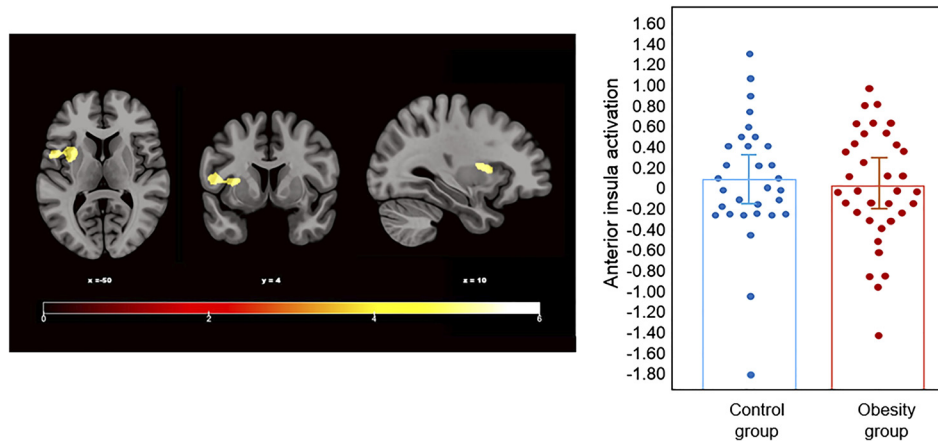 x =-50
y = 4
x = 10
0
2
4
6
Anterior insula activation
1.60
1.40
1.20
1.00
0.80
0.60
0.40
0.20
0
-0.20
-0.40
-0.60
-0.80
-1.00
-1.20
-1.40
-1.60
-1.80
Control
group
Obesity
group